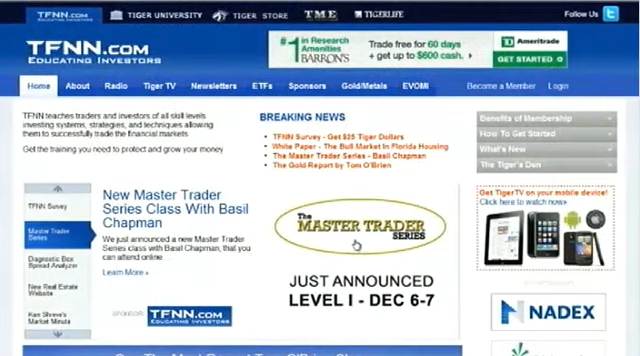 TFNN.COM
EDUCATING INVESTORS
TIGER UNIVERSITY
TIGER STORE
TME
TIGERLIFE
Follow Us
TFNN.COM
EDUCATING INVESTORS
#1 in Research
Amenities
BARRON'S
Trade free for 60 days
+ get up to $600 cash.
TD Ameritrade
GET STARTED
Home
About
Radio
Tiger TV
Newsletters
ETFs
Sponsors
Gold/Metals
EVOMI
Become a Member
Login
TFNN teaches traders and investors of all skill levels
investing systems, strategies, and techniques allowing
them to successfully trade the financial markets
Get the training you need to protect and grow your money
BREAKING NEWS
TFNN Survey - Get $25 Tiger Dollars
White Paper - The Bull Market In Florida Housing
The Master Trader Series - Basil Chapman
The Gold Report by Tom O'Brien
Benefits of Membership
How To Get Started
What's New
The Tiger's Den
TFNN Survey
Master Trader
Series
Diagnostic Box
Spread Analyzer
New Real Estate
Website
Ken Shreve's
Market Minute
New Master Trader
Series Class With Basil
Chapman
We just announced a new Master Trader
Series class with Basil Chapman, that you
can attend online
Learn More
SPONSOR:
TFNN.COM
EDUCATING INVESTORS
The
MASTER TRADER
SERIES
JUST ANNOUNCED
LEVEL I - DEC 6-7
Get TigerTV on your mobile device!
Click here to watch now
NADEX